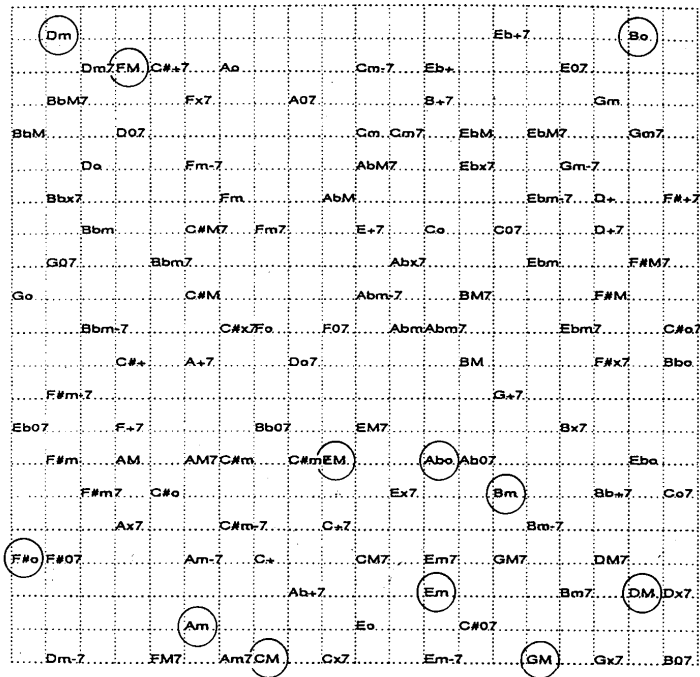 Dm Eb+7 Bo
Dm7 FM C#+7 Ao Cm-7 Eb+ E07
BbM7 Fx7 A07 B+7 Gm
BbM D07 Cm Cm7 EbM EbM7 Gm7
Do Fm-7 AbM7 Ebx7 Gm-7
Bbx7 Fm AbM Ebm-7 D+ F#+7
Bbm C#M7 Fm7 E+7 Co C07 D+7
G07 Bbm7 Abx7 Ebm F#M7
Go C#M Abm-7 BM7 F#M
Bbm-7 C#x7 Fo F07 Abm Abm7 Ebm7 C#o7
C#+ A+7 Do7 BM F#x7 Bbo
F#m-7 G+7
Eb07 F+7 Bb07 EM7 Bx7
F#m AM AM7 C#m C#m7 EM Abo Ab07 Ebo
F#m7 C#o Ex7 Bm Bb+7 Co7
Ax7 C#m-7 C+7 Bm-7
F#o F#07 Am-7 C+ CM7 Em7 GM7 DM7
Ab+7 Em Bm7 DM Dx7
Am Eo C#07
Dm-7 FM7 Am7 CM Cx7 Em-7 GM Gx7 B07